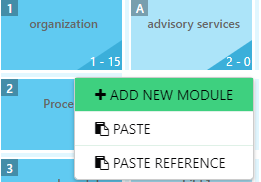 1
A
organization
advisory services
1 - 15
2 - 0
2
Proce
ADD NEW MODULE
PASTE
PASTE REFERENCE
3